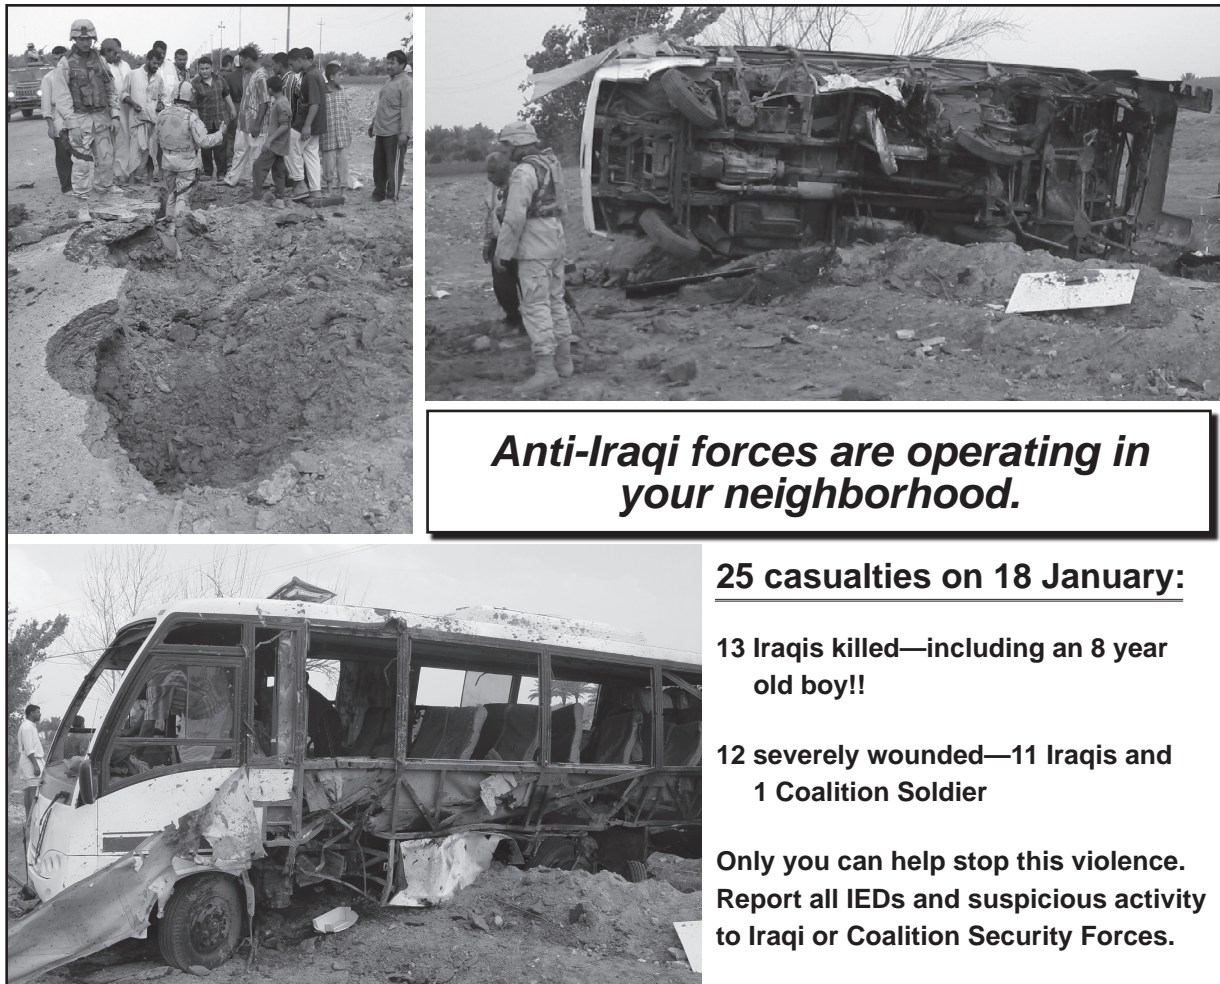 Anti-Iraqi forces are operating in
your neighborhood.
25 casualties on 18 January:
13 Iraqis killed—including an 8 year
old boy!!
12 severely wounded—11 Iraqis and
1 Coalition Soldier
Only you can help stop this violence.
Report all IEDs and suspicious activity
to Iraqi or Coalition Security Forces.